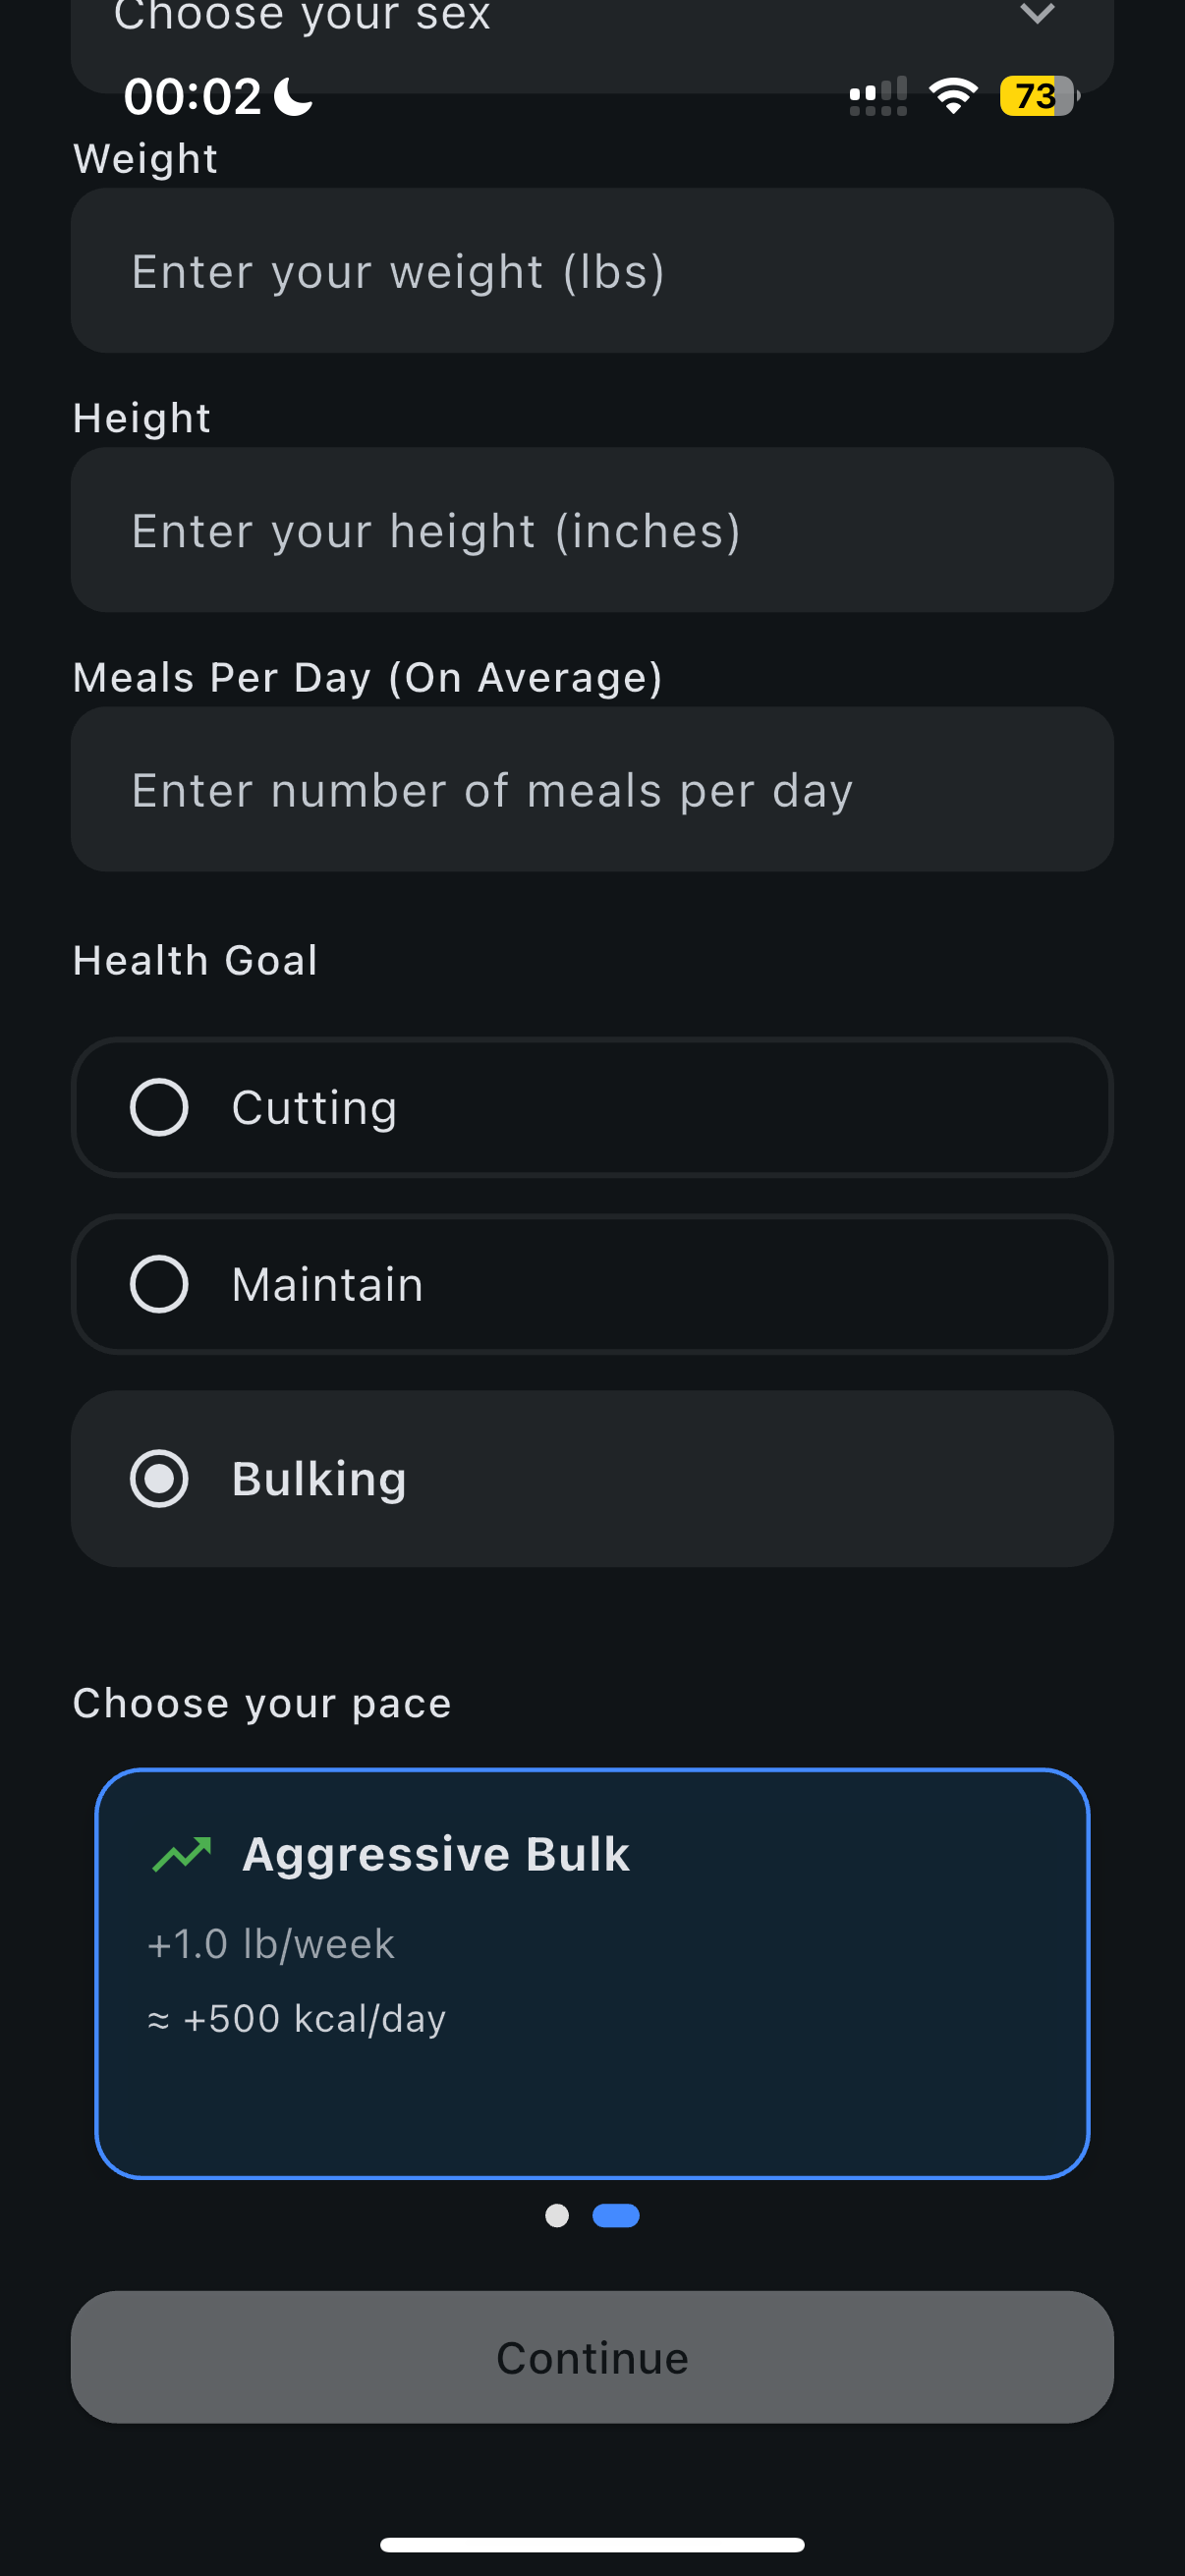 Choose your sex
00:02
73
Weight
Enter your weight (lbs)
Height
Enter your height (inches)
Meals Per Day (On Average)
Enter number of meals per day
Health Goal
Cutting
Maintain
Bulking
Choose your pace
Aggressive Bulk
+1.0 lb/week
≈ +500 kcal/day
Continue